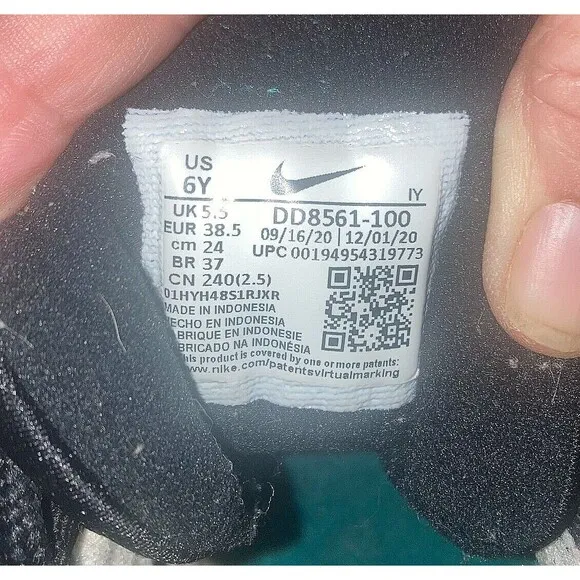 US
6Y
IY
UK 5.5
EUR 38.5
cm 24
BR 37
CN 240(2.5)
DD8561-100
09/16/20 | 12/01/20
UPC 00194954319773
01HYH48S1RJXR
MADE IN INDONESIA
HECHO EN INDONESIA
FABRIQUE EN INDONESIE
FABRICADO NA INDONÉSIA
This product is covered by one or more patents:
www.nike.com/patentsvirtualmarking